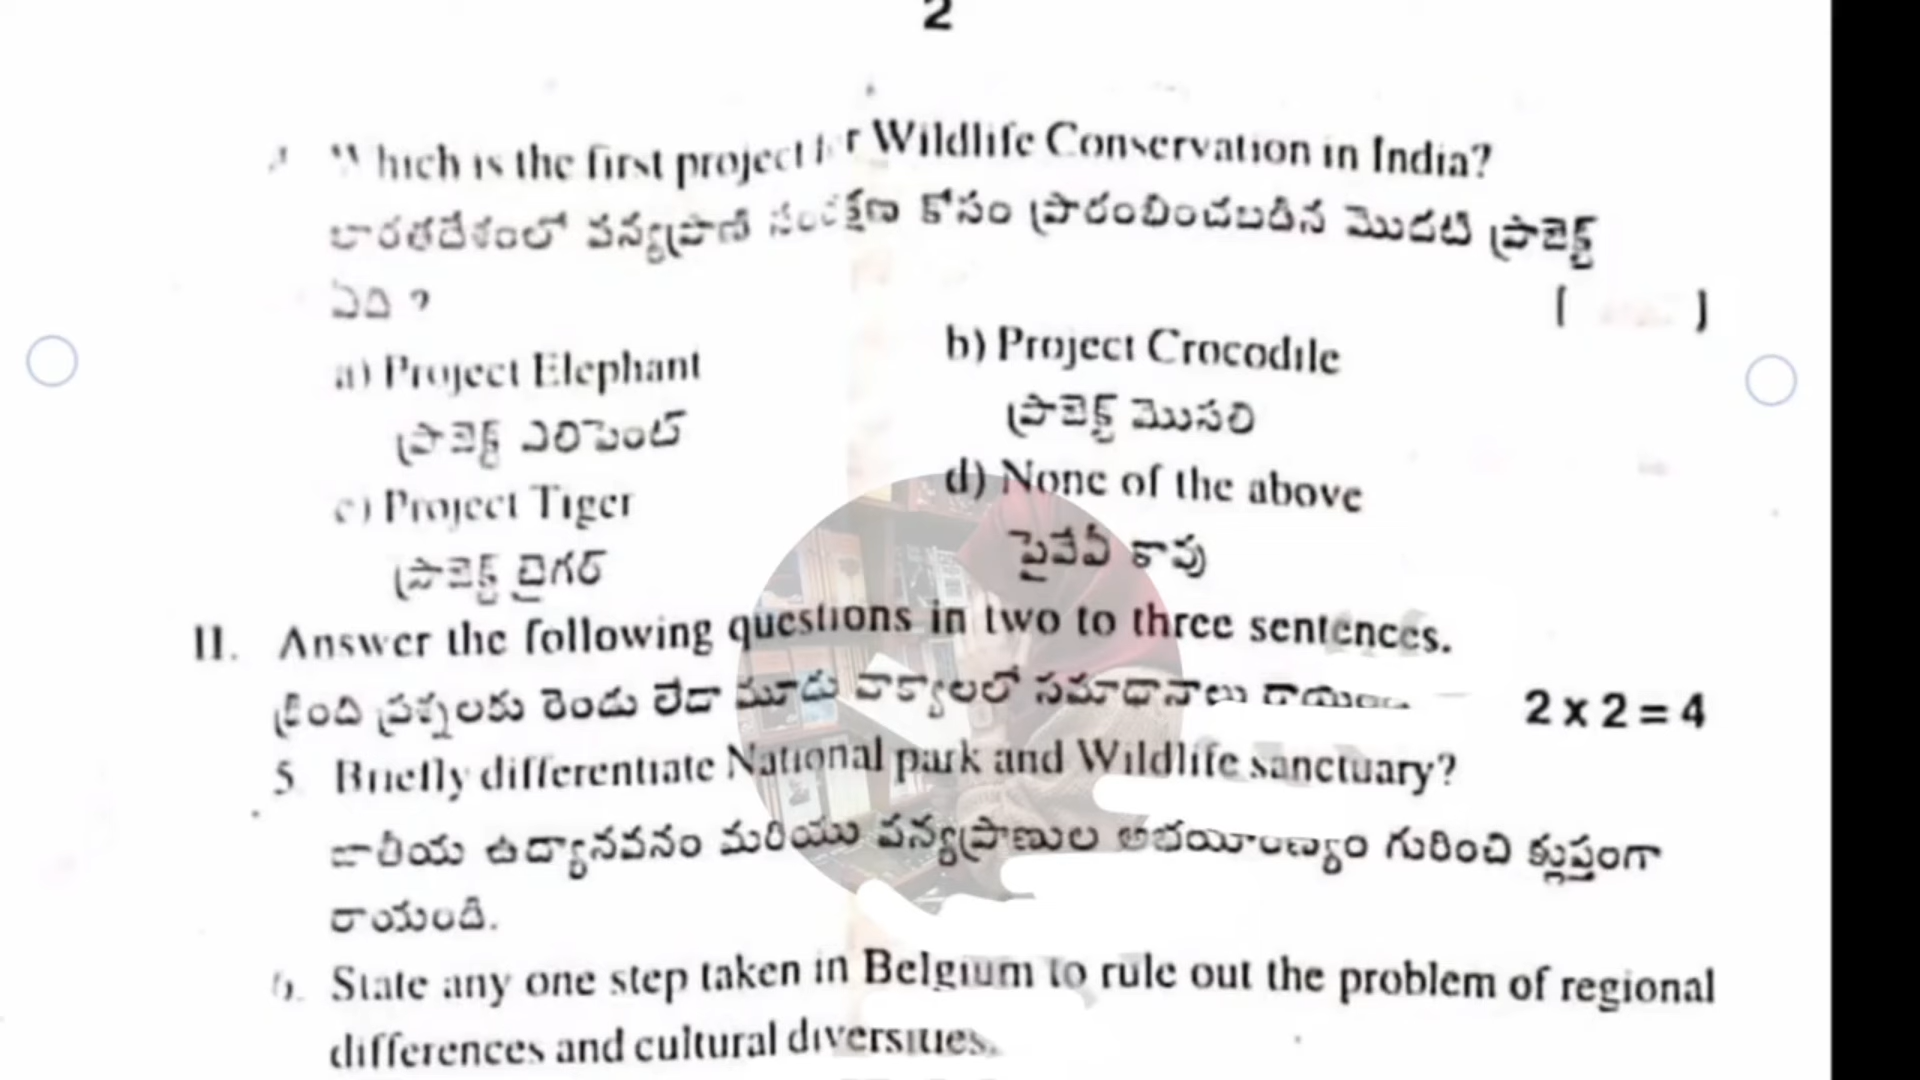 2
Which is the first project for Wildlife Conservation in India?
భారతదేశంలో వన్యప్రాణి సంరక్షణ కోసం ప్రారంభించబడిన మొదటి ప్రాజెక్ట్
ఏది ?
[ ]
a) Project Elephant
b) Project Crocodile
ప్రాజెక్ట్ ఎలిపెంట్
ప్రాజెక్ట్ మొసలి
c) Project Tiger
d) None of the above
ప్రాజెక్ట్ టైగర్
పైవేవీ కావు
II. Answer the following questions in two to three sentences.
క్రింది ప్రశ్నలకు రెండు లేదా మూడు వాక్యాలలో సమాధానాలు 2 x 2 = 4
5. Briefly differentiate National park and Wildlife sanctuary?
జాతీయ ఉద్యానవనం మరియు వన్యప్రాణుల అభయారణ్యం గురించి క్లుప్తంగా
రాయండి.
6. State any one step taken in Belgium to rule out the problem of regional
differences and cultural diversities.